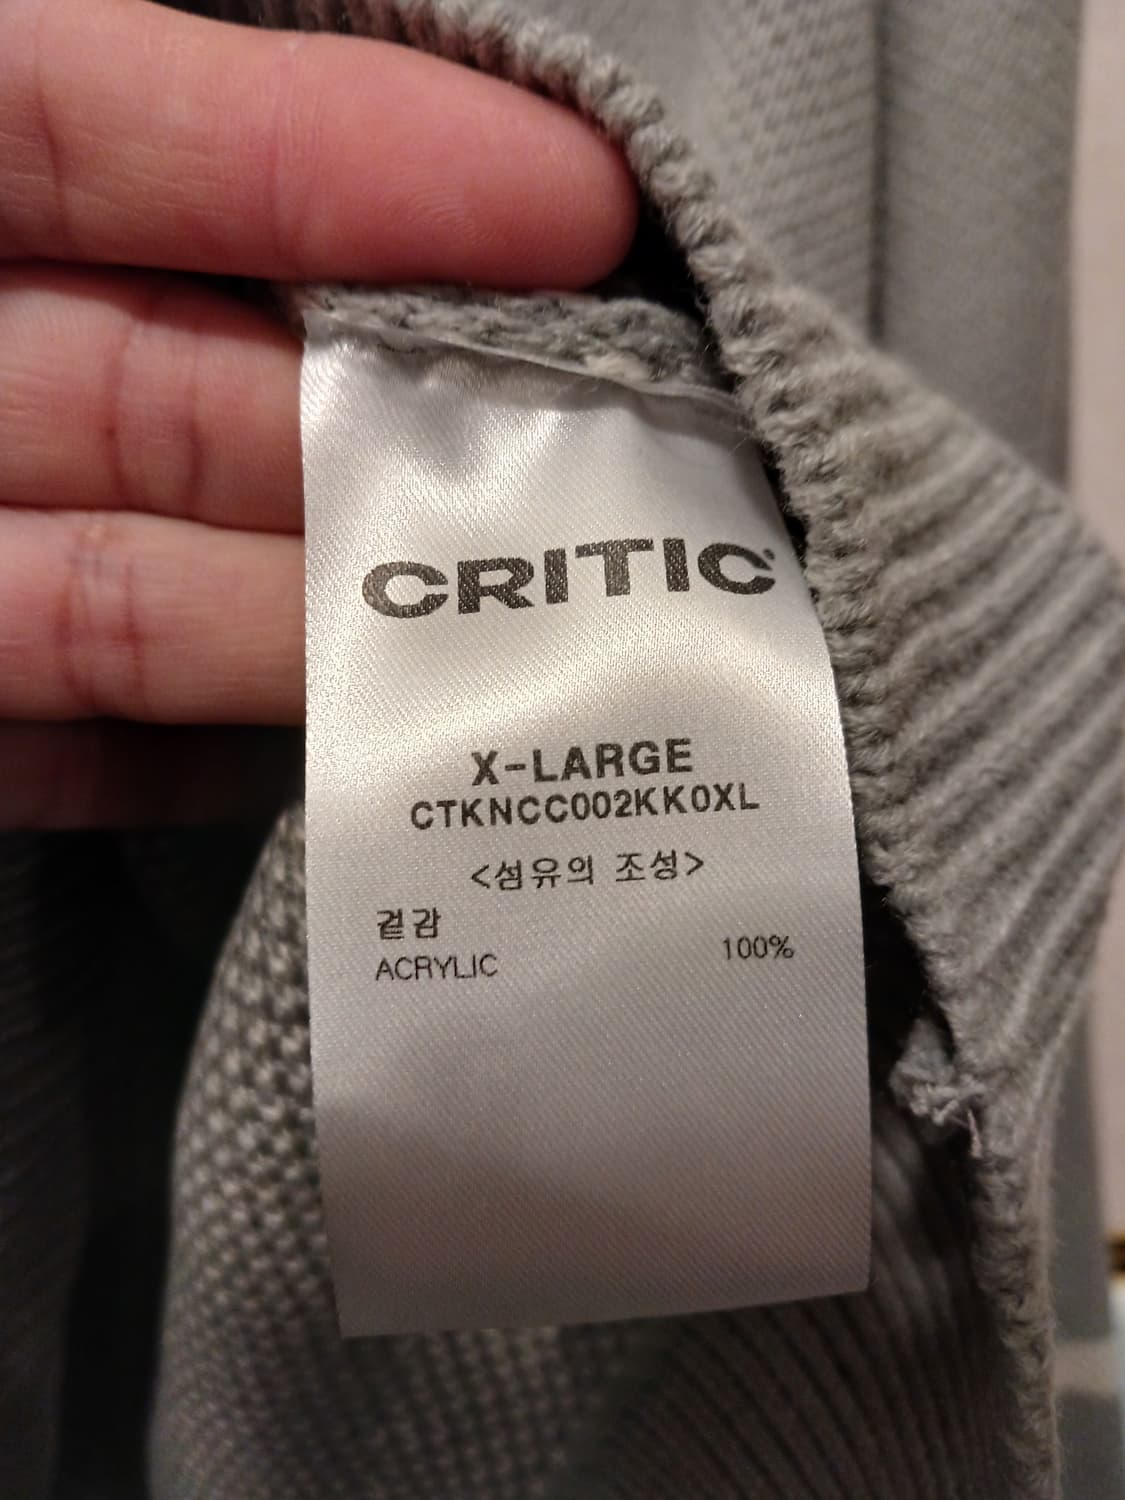 CRITIC
X-LARGE
CTKNCC002KK0XL
<섬유의 조성>
겉감
ACRYLIC 100%